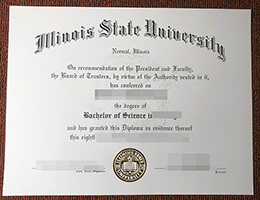 Illinois State University
Normal, Illinois
On recommendation of the President and Faculty,
the Board of Trustees, by virtue of the Authority vested in it,
has conferred on
the degree of
Bachelor of Science in
and has granted this Diploma as evidence thereof
this eight